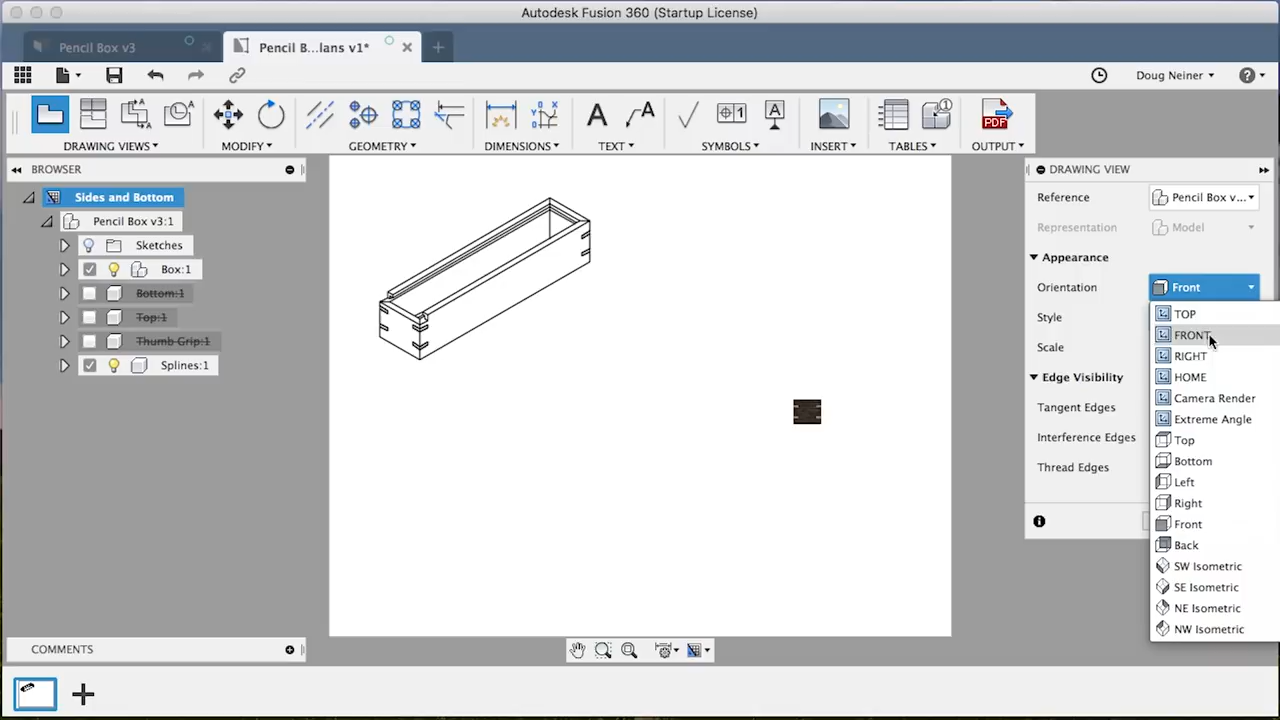 Autodesk Fusion 360 (Startup License)
Pencil Box v3
Pencil B...lans v1*
Doug Neiner
DRAWING VIEWS
MODIFY
GEOMETRY
DIMENSIONS
TEXT
SYMBOLS
INSERT
TABLES
OUTPUT
PDF
BROWSER
Sides and Bottom
Pencil Box v3:1
Sketches
Box:1
Bottom:1
Top:1
Thumb Grip:1
Splines:1
DRAWING VIEW
Reference
Pencil Box v...
Representation
Model
Appearance
Orientation
Front
Style
Scale
Edge Visibility
Tangent Edges
Interference Edges
Thread Edges
TOP
FRONT
RIGHT
HOME
Camera Render
Extreme Angle
Top
Bottom
Left
Right
Front
Back
SW Isometric
SE Isometric
NE Isometric
NW Isometric
COMMENTS